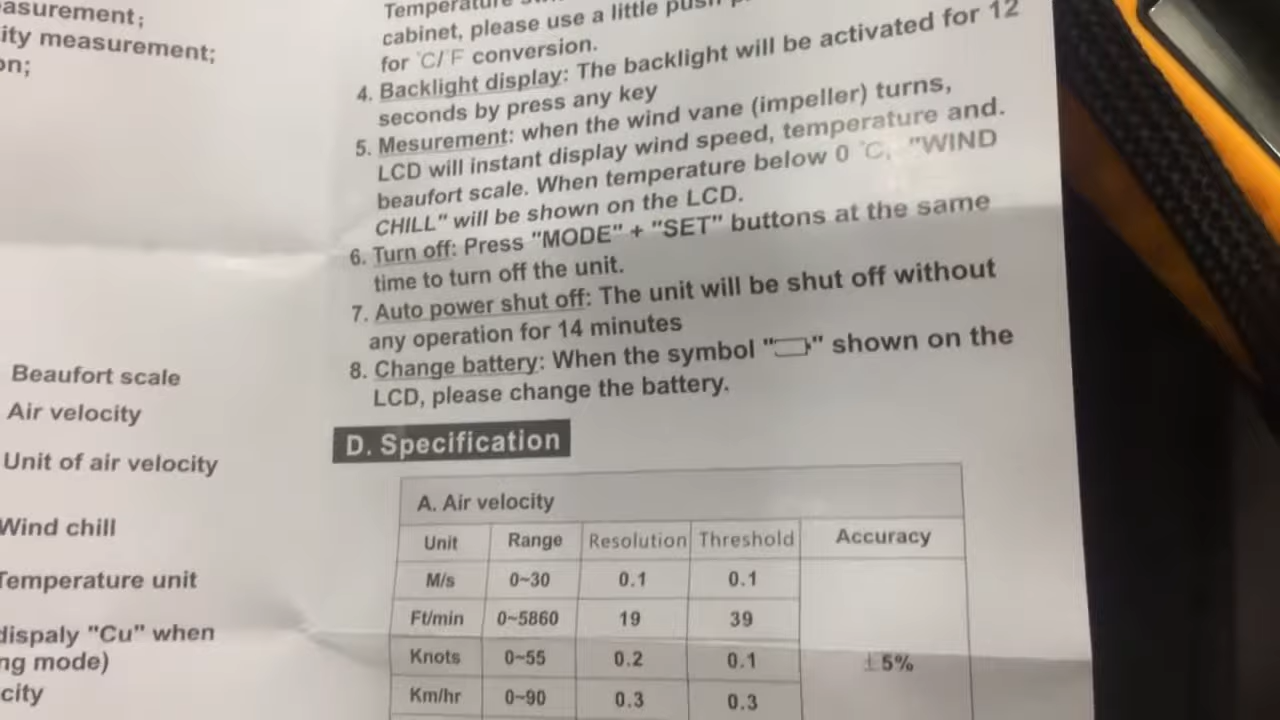 asurement;
ity measurement;
on;
Beaufort scale
Air velocity
Unit of air velocity
Wind chill
Temperature unit
dispaly "Cu" when
ng mode)
city
Temperature
cabinet, please use a little push
for °C/°F conversion.
4. Backlight display: The backlight will be activated for 12
seconds by press any key
5. Mesurement: when the wind vane (impeller) turns,
LCD will instant display wind speed, temperature and.
beaufort scale. When temperature below 0 °C, "WIND
CHILL" will be shown on the LCD.
6. Turn off: Press "MODE" + "SET" buttons at the same
time to turn off the unit.
7. Auto power shut off: The unit will be shut off without
any operation for 14 minutes
8. Change battery: When the symbol "" shown on the
LCD, please change the battery.
D. Specification
A. Air velocity
Unit Range Resolution Threshold Accuracy
M/s 0~30 0.1 0.1
Ft/min 0~5860 19 39
Knots 0~55 0.2 0.1 ±5%
Km/hr 0~90 0.3 0.3